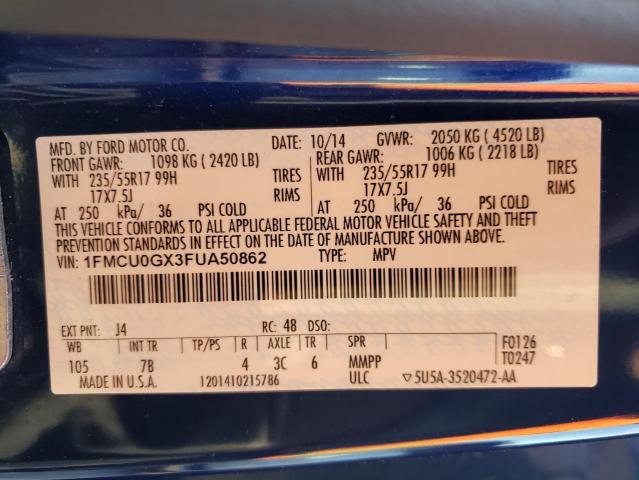 MFD. BY FORD MOTOR CO. DATE: 10/14 GVWR: 2050 KG ( 4520 LB)
FRONT GAWR: 1098 KG ( 2420 LB) REAR GAWR: 1006 KG ( 2218 LB)
WITH 235/55R17 99H TIRES WITH 235/55R17 99H TIRES
17X7.5J RIMS 17X7.5J RIMS
AT 250 kPa/ 36 PSI COLD AT 250 kPa/ 36 PSI COLD
THIS VEHICLE CONFORMS TO ALL APPLICABLE FEDERAL MOTOR VEHICLE SAFETY AND THEFT
PREVENTION STANDARDS IN EFFECT ON THE DATE OF MANUFACTURE SHOWN ABOVE.
VIN: 1FMCU0GX3FUA50862 TYPE: MPV
EXT PNT: J4 RC: 48 DSO: F0126
WB INT TR TP/PS R AXLE TR SPR T0247
105 7B 4 3C 6 MMPP
MADE IN U.S.A. 1201410215786 ULC ▽5U5A-3520472-AA